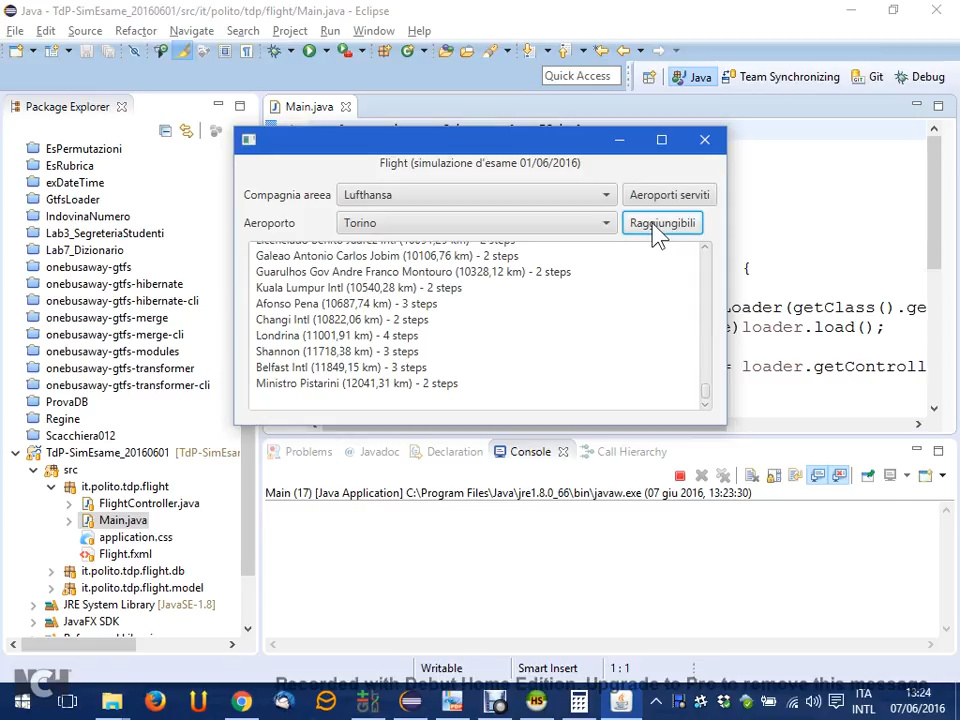 Java - TdP-SimEsame_20160601/src/it/polito/tdp/flight/Main.java - Eclipse
File Edit Source Refactor Navigate Search Project Run Window Help
Quick Access
Java
Team Synchronizing
Git
Debug
Package Explorer
Main.java
EsPermutazioni
EsRubrica
exDateTime
GtfsLoader
IndovinaNumero
Lab3_SegreteriaStudenti
Lab7_Dizionario
onebusaway-gtfs
onebusaway-gtfs-hibernate
onebusaway-gtfs-hibernate-cli
onebusaway-gtfs-merge
onebusaway-gtfs-merge-cli
onebusaway-gtfs-modules
onebusaway-gtfs-transformer
onebusaway-gtfs-transformer-cli
ProvaDB
Regine
Scacchiera012
TdP-SimEsame_20160601 [TdP-SimEsar
src
it.polito.tdp.flight
FlightController.java
Main.java
application.css
Flight.fxml
it.polito.tdp.flight.db
it.polito.tdp.flight.model
JRE System Library [JavaSE-1.8]
JavaFX SDK
Flight (simulazione d'esame 01/06/2016)
Compagnia areea Lufthansa Aeroporti serviti
Aeroporto Torino Raggiungibili
Galeao Antonio Carlos Jobim (10106,76 km) - 2 steps
Guarulhos Gov Andre Franco Montouro (10328,12 km) - 2 steps
Kuala Lumpur Intl (10540,28 km) - 2 steps
Afonso Pena (10687,74 km) - 3 steps
Changi Intl (10822,06 km) - 2 steps
Londrina (11001,91 km) - 4 steps
Shannon (11718,38 km) - 3 steps
Belfast Intl (11849,15 km) - 3 steps
Ministro Pistarini (12041,31 km) - 2 steps
{
Loader(getClass().ge
e)loader.load();
= loader.getControll
Problems Javadoc Declaration Console Call Hierarchy
Main (17) [Java Application] C:\Program Files\Java\jre1.8.0_66\bin\javaw.exe (07 giu 2016, 13:23:30)
Writable Smart Insert 1 : 1
NCH
Recorded with Debut Home Edition. Upgrade to Pro to remove this message
ITA
INTL
13:24
07/06/2016